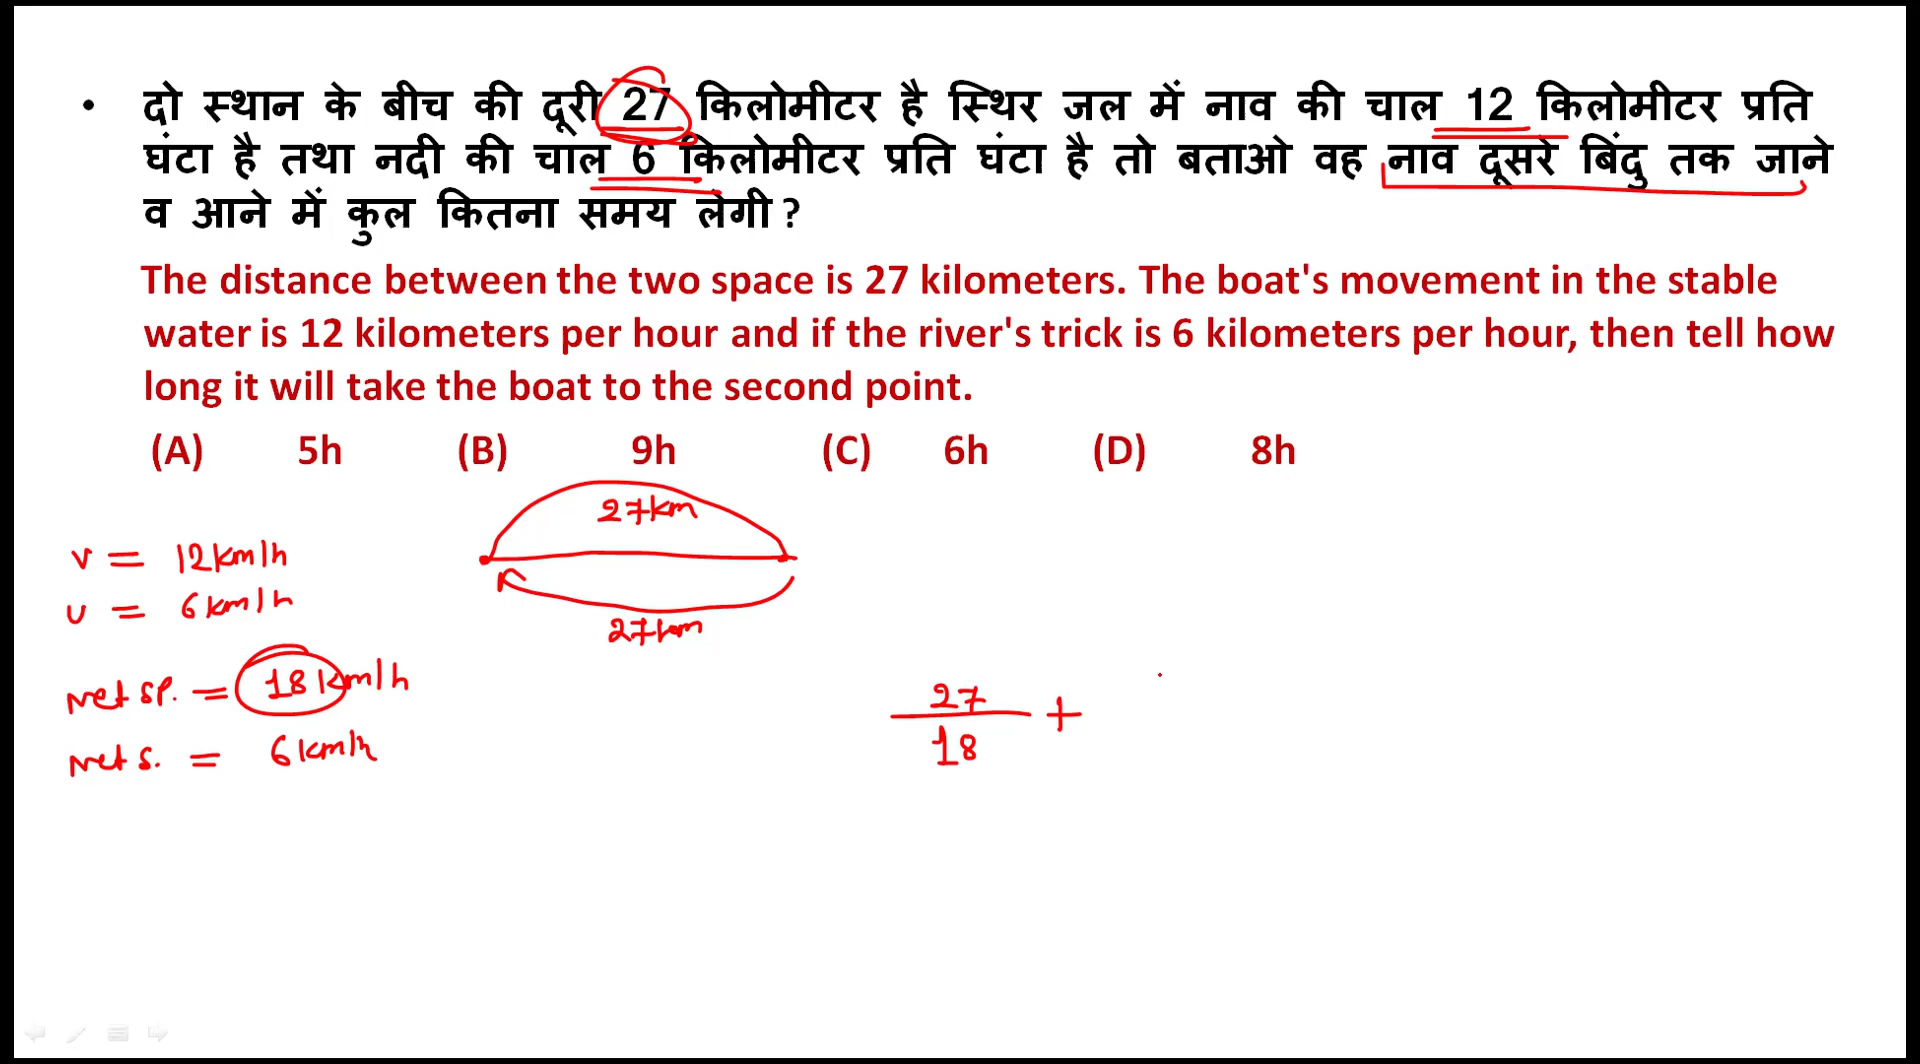 • दो स्थान के बीच की दूरी 27 किलोमीटर है स्थिर जल में नाव की चाल 12 किलोमीटर प्रति
घंटा है तथा नदी की चाल 6 किलोमीटर प्रति घंटा है तो बताओ वह नाव दूसरे बिंदु तक जाने
व आने में कुल कितना समय लेगी ?
The distance between the two space is 27 kilometers. The boat's movement in the stable
water is 12 kilometers per hour and if the river's trick is 6 kilometers per hour, then tell how
long it will take the boat to the second point.
(A) 5h (B) 9h (C) 6h (D) 8h
27km
v = 12km/h
u = 6km/h
27km
net sp. = 18km/h
net s. = 6km/h
27
18 +